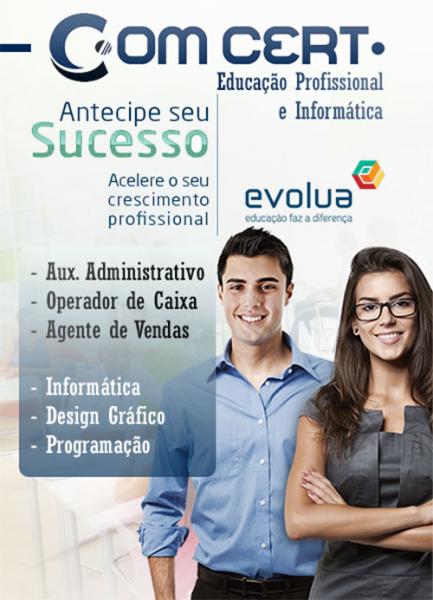 COM CERT.
Educação Profissional
e Informática
Antecipe seu
Sucesso
Acelere o seu
crescimento
profissional
evolua
educação faz a diferença
- Aux. Administrativo
- Operador de Caixa
- Agente de Vendas
- Informática
- Design Gráfico
- Programação